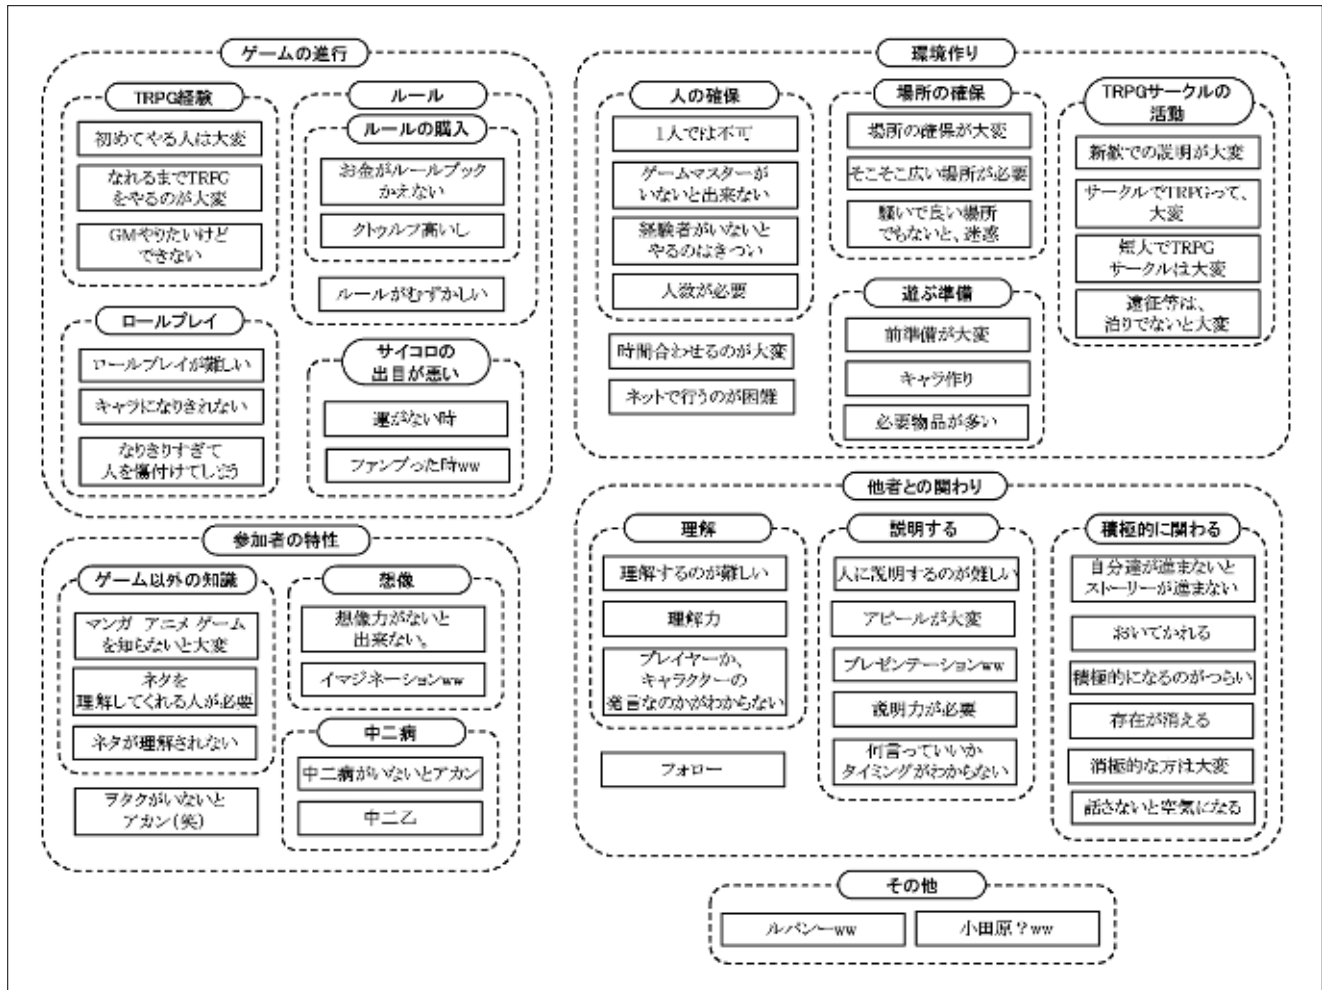 ゲームの進行
TRPG経験
初めてやる人は大変
なれるまでTRPG
をやるのが大変
GMやりたいけど
できない
ルール
ルールの購入
お金がルールブック
かえない
クトゥルフ高いし
ルールがむずかしい
ロールプレイ
ロールプレイが難しい
キャラになりきれない
なりきりすぎて
人を傷付けてしまう
サイコロの
出目が悪い
運がない時
ファンブった時ww
環境作り
人の確保
1人では不可
ゲームマスターが
いないと出来ない
経験者がいないと
やるのはきつい
人数が必要
時間合わせるのが大変
ネットで行うのが困難
場所の確保
場所の確保が大変
そこそこ広い場所が必要
騒いで良い場所
でもないと、迷惑
遊ぶ準備
前準備が大変
キャラ作り
必要物品が多い
TRPGサークルの
活動
新歓での説明が大変
サークルでTRPGって、
大変
短人でTRPG
サークルは大変
遠征等は、
泊りでないと大変
参加者の特性
ゲーム以外の知識
マンガ アニメ ゲーム
を知らないと大変
ネタを
理解してくれる人が必要
ネタが理解されない
ヲタクがいないと
アカン(笑)
想像
想像力がないと
出来ない。
イマジネーションww
中二病
中二病がいないとアカン
中二乙
他者との関わり
理解
理解するのが難しい
理解力
プレイヤーか、
キャラクターの
発言なのかがわからない
フォロー
説明する
人に説明するのが難しい
アピールが大変
プレゼンテーションww
説明力が必要
何言っていいか
タイミングがわからない
積極的に関わる
自分達が進まないと
ストーリーが進まない
おいてかれる
積極的になるのがつらい
存在が消える
消極的な方は大変
話さないと空気になる
その他
ルパンーww
小田原？ww